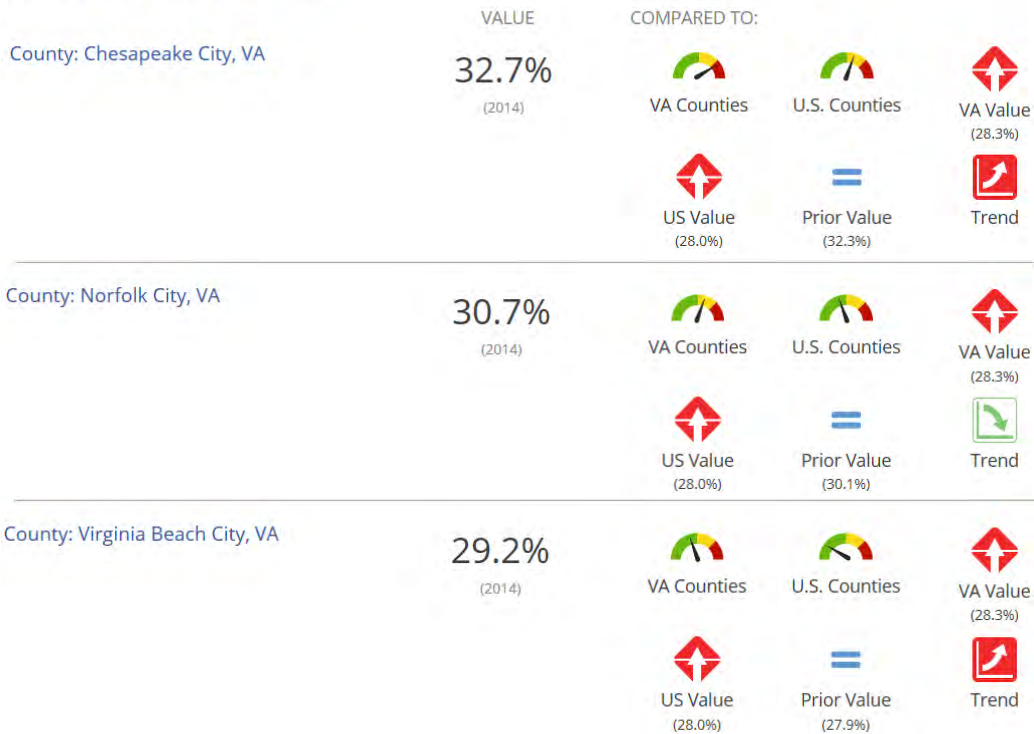 VALUE COMPARED TO:
County: Chesapeake City, VA
32.7%
(2014)
VA Counties U.S. Counties VA Value
(28.3%)
US Value Prior Value Trend
(28.0%) (32.3%)
County: Norfolk City, VA
30.7%
(2014)
VA Counties U.S. Counties VA Value
(28.3%)
US Value Prior Value Trend
(28.0%) (30.1%)
County: Virginia Beach City, VA
29.2%
(2014)
VA Counties U.S. Counties VA Value
(28.3%)
US Value Prior Value Trend
(28.0%) (27.9%)